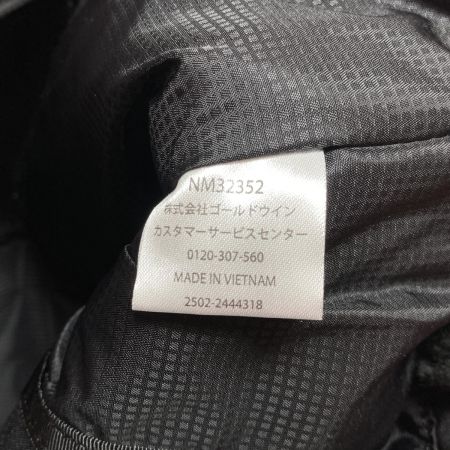 NM32352
株式会社ゴールドウイン
カスタマーサービスセンター
0120-307-560
MADE IN VIETNAM
2502-2444318